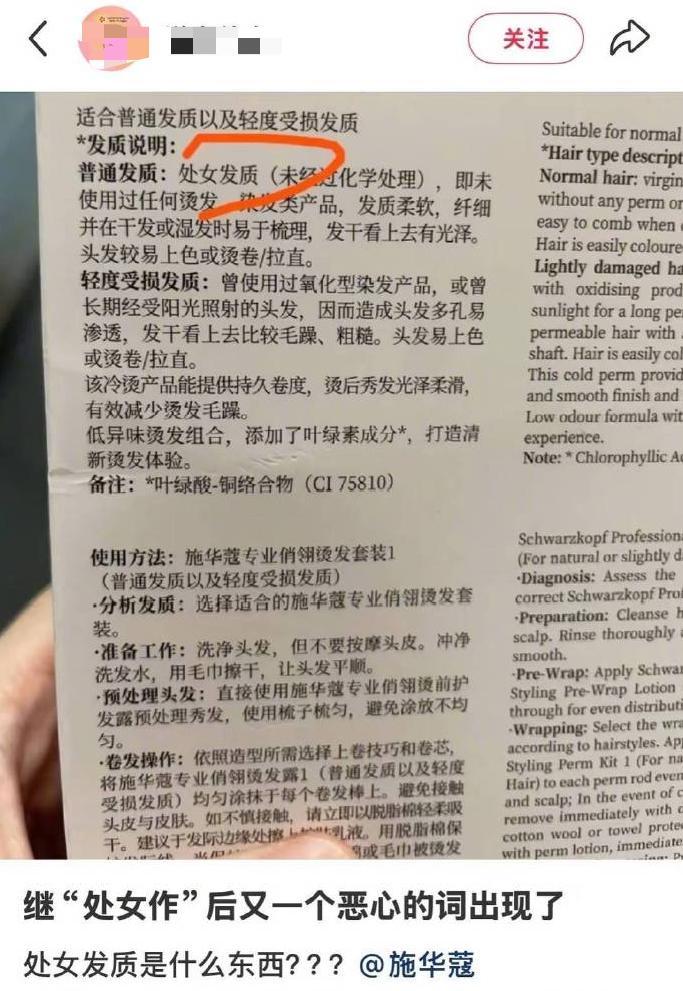 关注
适合普通发质以及轻度受损发质
*发质说明：
普通发质：处女发质（未经过化学处理），即未
使用过任何烫发、染发类产品，发质柔软，纤细
并在干发或湿发时易于梳理，发干看上去有光泽。
头发较易上色或烫卷/拉直。
轻度受损发质：曾使用过氧化型染发产品，或曾
长期经受阳光照射的头发，因而造成头发多孔易
渗透，发干看上去比较毛躁、粗糙。头发易上色
或烫卷/拉直。
该冷烫产品能提供持久卷度，烫后秀发光泽柔滑，
有效减少烫发毛躁。
低异味烫发组合，添加了叶绿素成分*，打造清
新烫发体验。
备注：*叶绿酸-铜络合物（CI 75810）
使用方法：施华蔻专业俏翎烫发套装1
（普通发质以及轻度受损发质）
·分析发质：选择适合的施华蔻专业俏翎烫发套
装。
·准备工作：洗净头发，但不要按摩头皮。冲净
洗发水，用毛巾擦干，让头发平顺。
·预处理头发：直接使用施华蔻专业俏翎烫前护
发露预处理秀发，使用梳子梳匀，避免涂放不均
匀。
·卷发操作：依照造型所需选择上卷技巧和卷芯，
将施华蔻专业俏翎烫发露1（普通发质以及轻度
受损发质）均匀涂抹于每个卷发棒上。避免接触
头皮与皮肤。如不慎接触，请立即以脱脂棉轻柔吸
干。建议于发际边缘处擦上 乳液。用脱脂棉保
或毛巾被烫发
Suitable for normal
*Hair type descript
Normal hair: virgin
without any perm or
easy to comb when
Hair is easily coloure
Lightly damaged ha
with oxidising prod
sunlight for a long pe
permeable hair with
shaft. Hair is easily col
This cold perm provid
and smooth finish and
Low odour formula wit
experience.
Note: * Chlorophyllic Ac
Schwarzkopf Profession
(For natural or slightly d
·Diagnosis: Assess the
correct Schwarzkopf Prof
·Preparation: Cleanse h
scalp. Rinse thoroughly
smooth.
·Pre-Wrap: Apply Schwar
Styling Pre-Wrap Lotion
through for even distributi
·Wrapping: Select the wra
according to hairstyles. App
Styling Perm Kit 1 (For na
Hair) to each perm rod even
and scalp; In the event of c
remove immediately with c
cotton wool or towel prote
with perm lotion, immediate
继“处女作”后又一个恶心的词出现了
处女发质是什么东西？？？@施华蔻